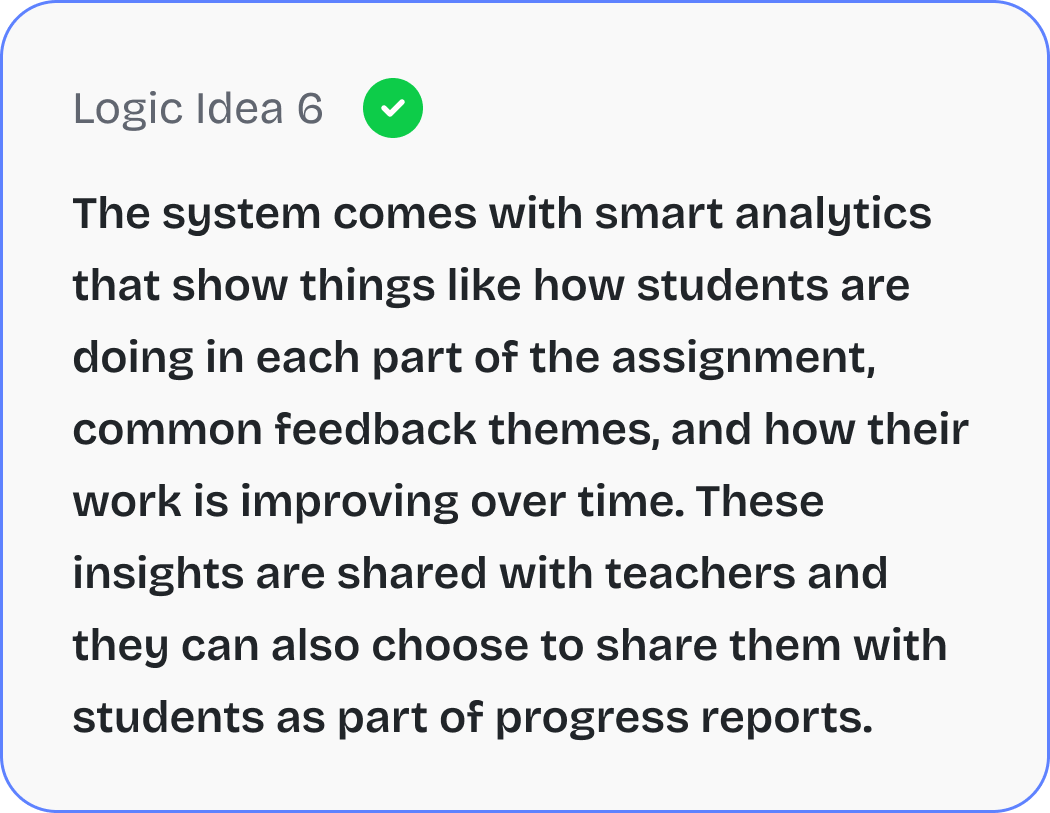 Logic Idea 6
The system comes with smart analytics
that show things like how students are
doing in each part of the assignment,
common feedback themes, and how their
work is improving over time. These
insights are shared with teachers and
they can also choose to share them with
students as part of progress reports.